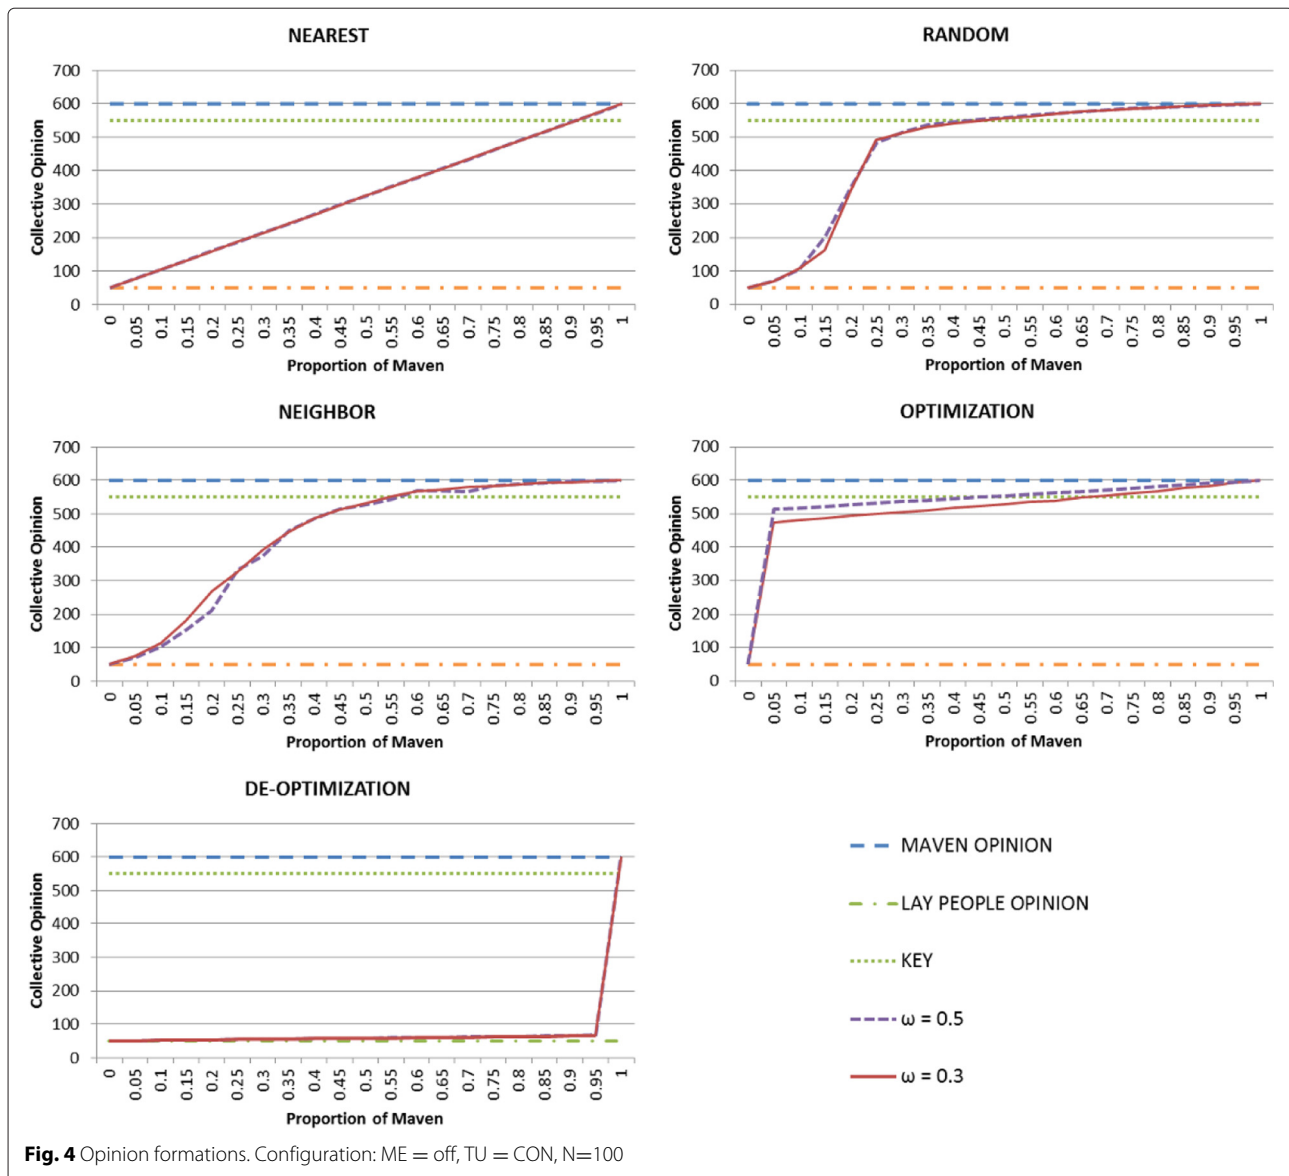 NEAREST
Collective Opinion
700
600
500
400
300
200
100
0
0 0.05 0.1 0.15 0.2 0.25 0.3 0.35 0.4 0.45 0.5 0.55 0.6 0.65 0.7 0.75 0.8 0.85 0.9 0.95 1
Proportion of Maven
RANDOM
Collective Opinion
700
600
500
400
300
200
100
0
0 0.05 0.1 0.15 0.2 0.25 0.3 0.35 0.4 0.45 0.5 0.55 0.6 0.65 0.7 0.75 0.8 0.85 0.9 0.95 1
Proportion of Maven
NEIGHBOR
Collective Opinion
700
600
500
400
300
200
100
0
0 0.05 0.1 0.15 0.2 0.25 0.3 0.35 0.4 0.45 0.5 0.55 0.6 0.65 0.7 0.75 0.8 0.85 0.9 0.95 1
Proportion of Maven
OPTIMIZATION
Collective Opinion
700
600
500
400
300
200
100
0
0 0.05 0.1 0.15 0.2 0.25 0.3 0.35 0.4 0.45 0.5 0.55 0.6 0.65 0.7 0.75 0.8 0.85 0.9 0.95 1
Proportion of Maven
DE-OPTIMIZATION
Collective Opinion
700
600
500
400
300
200
100
0
0 0.05 0.1 0.15 0.2 0.25 0.3 0.35 0.4 0.45 0.5 0.55 0.6 0.65 0.7 0.75 0.8 0.85 0.9 0.95 1
Proportion of Maven
MAVEN OPINION
LAY PEOPLE OPINION
KEY
ω = 0.5
ω = 0.3
Fig. 4 Opinion formations. Configuration: ME = off, TU = CON, N=100